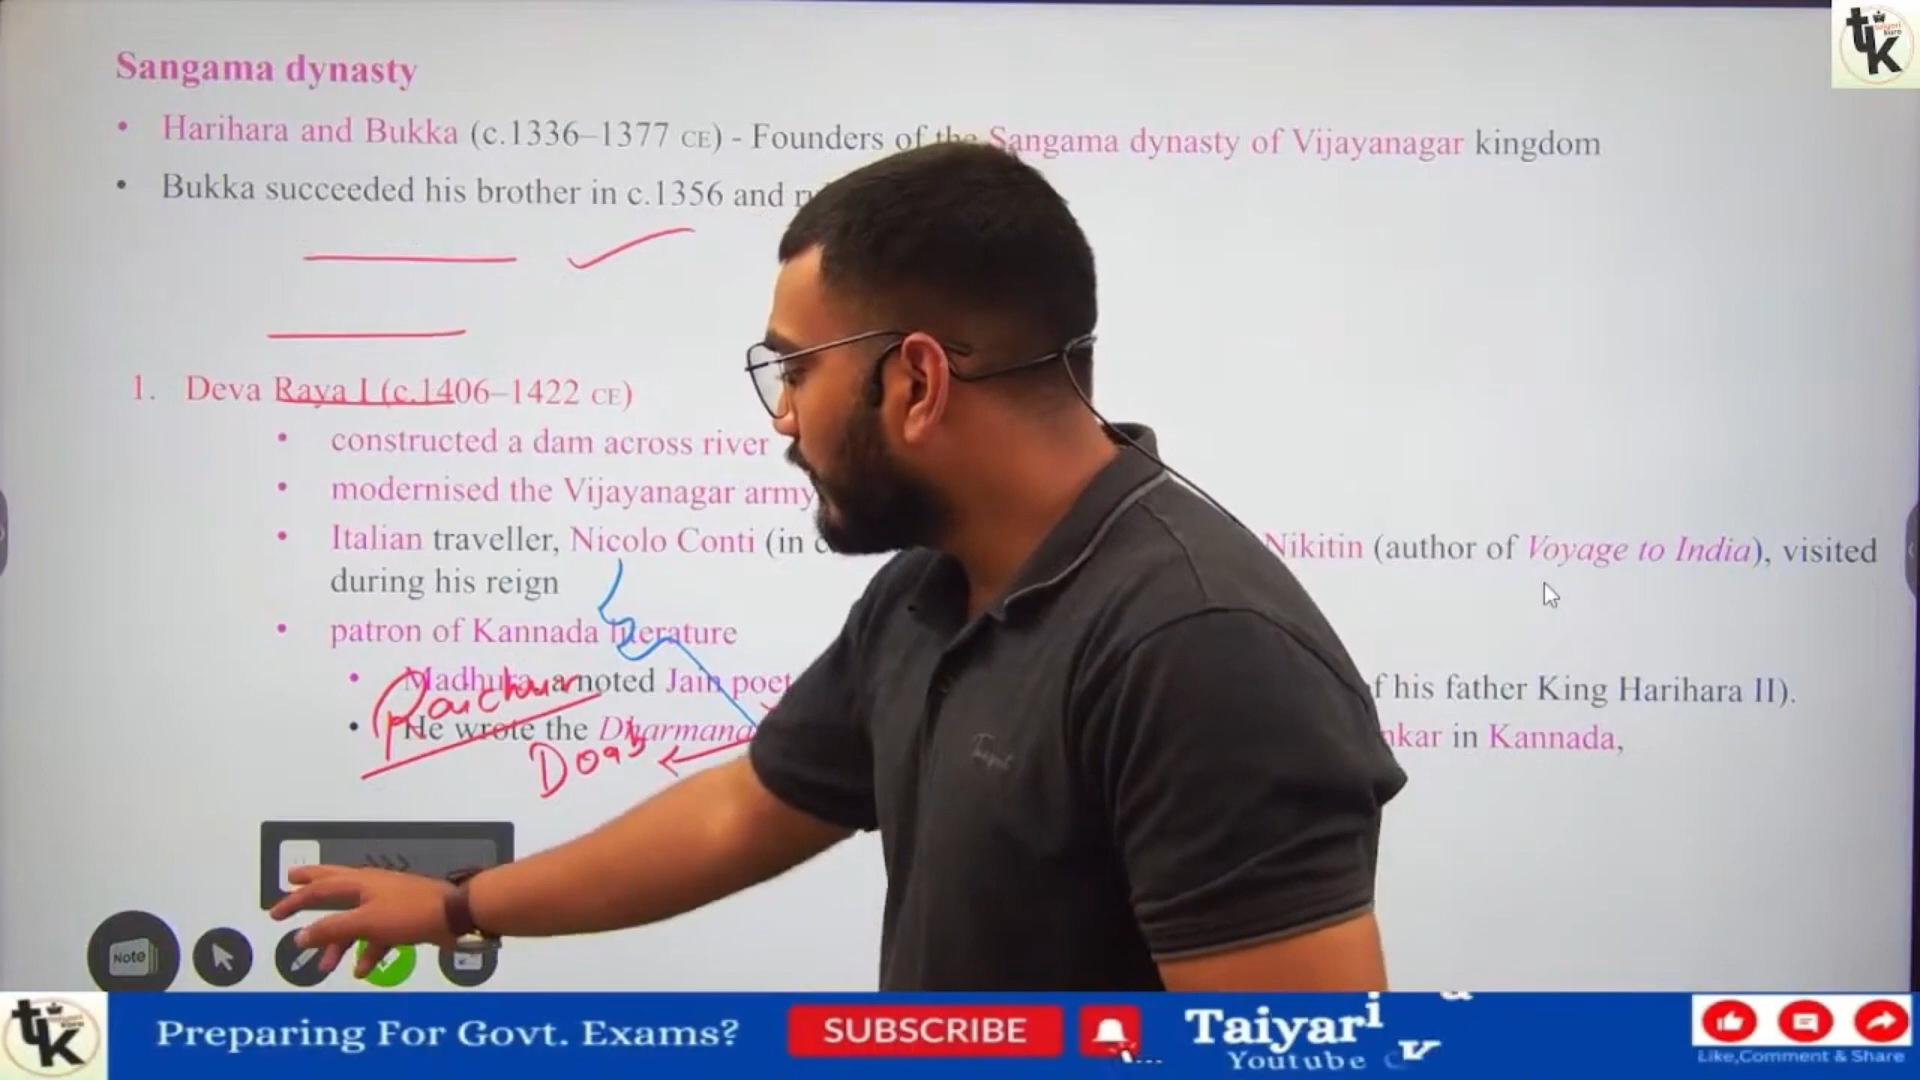 Sangama dynasty
• Harihara and Bukka (c.1336–1377 CE) - Founders of the Sangama dynasty of Vijayanagar kingdom
• Bukka succeeded his brother in c.1356 and
1. Deva Raya I (c.1406–1422 CE)
• constructed a dam across river
• modernised the Vijayanagar army
• Italian traveller, Nicolo Conti (in Nikitin (author of Voyage to India), visited
during his reign
• patron of Kannada literature
• Madhura, a noted Jain poet f his father King Harihara II).
• He wrote the Dharmana nkar in Kannada,
Raichour
Doab
Note
tk
Preparing For Govt. Exams?
SUBSCRIBE
Taiyari
Youtube
Like,Comment & Share